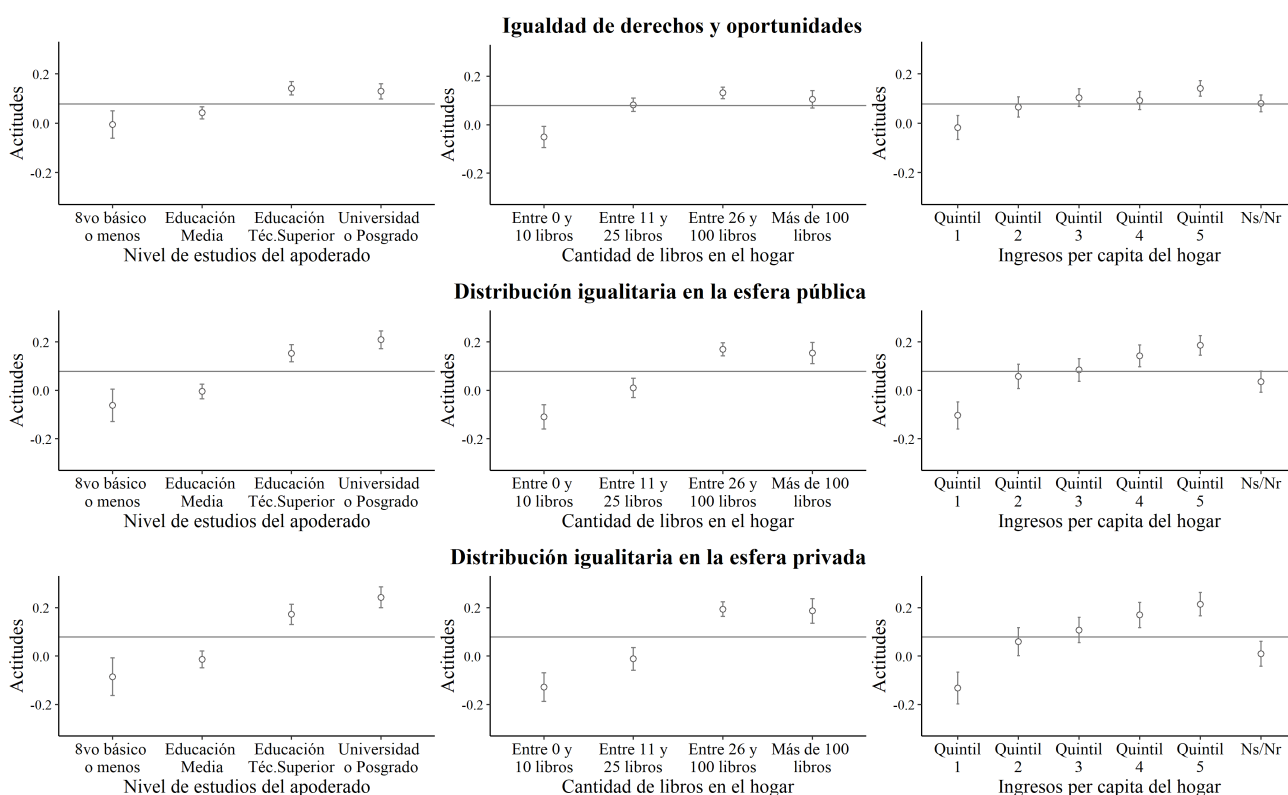 Igualdad de derechos y oportunidades
Actitudes
0.2
0.0
-0.2
8vo básico Educación Educación Universidad
o menos Media Téc.Superior o Posgrado
Nivel de estudios del apoderado
Actitudes
0.2
0.0
-0.2
Entre 0 y Entre 11 y Entre 26 y Más de 100
10 libros 25 libros 100 libros libros
Cantidad de libros en el hogar
Actitudes
0.2
0.0
-0.2
Quintil Quintil Quintil Quintil Quintil Ns/Nr
1 2 3 4 5
Ingresos per capita del hogar
Distribución igualitaria en la esfera pública
Actitudes
0.2
0.0
-0.2
8vo básico Educación Educación Universidad
o menos Media Téc.Superior o Posgrado
Nivel de estudios del apoderado
Actitudes
0.2
0.0
-0.2
Entre 0 y Entre 11 y Entre 26 y Más de 100
10 libros 25 libros 100 libros libros
Cantidad de libros en el hogar
Actitudes
0.2
0.0
-0.2
Quintil Quintil Quintil Quintil Quintil Ns/Nr
1 2 3 4 5
Ingresos per capita del hogar
Distribución igualitaria en la esfera privada
Actitudes
0.2
0.0
-0.2
8vo básico Educación Educación Universidad
o menos Media Téc.Superior o Posgrado
Nivel de estudios del apoderado
Actitudes
0.2
0.0
-0.2
Entre 0 y Entre 11 y Entre 26 y Más de 100
10 libros 25 libros 100 libros libros
Cantidad de libros en el hogar
Actitudes
0.2
0.0
-0.2
Quintil Quintil Quintil Quintil Quintil Ns/Nr
1 2 3 4 5
Ingresos per capita del hogar